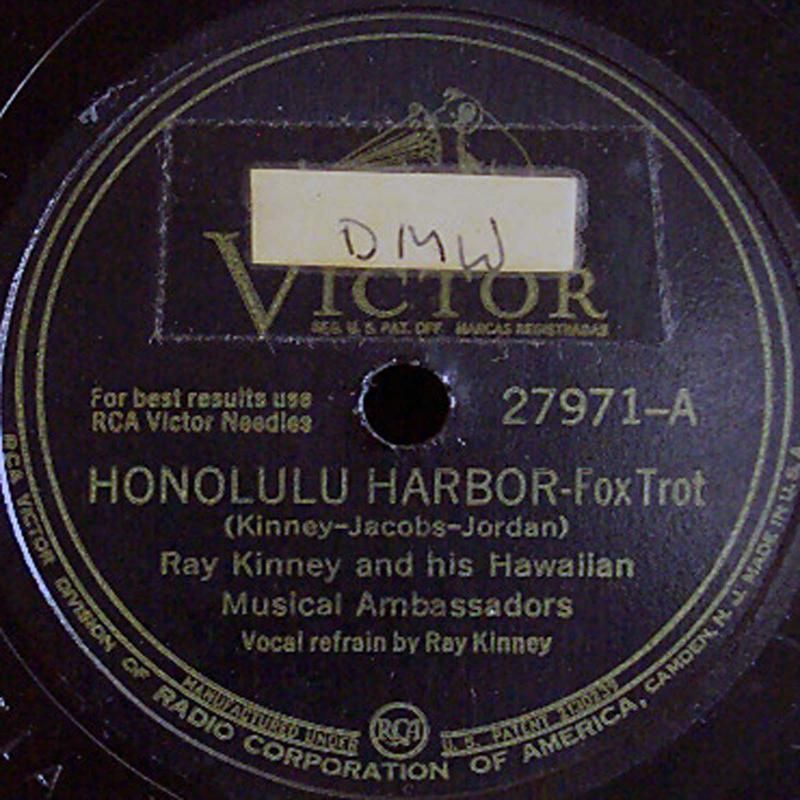 DMW
VICTOR
REG. U. S. PAT. OFF. MARCAS REGISTRADAS
For best results use
RCA Victor Needles
27971-A
HONOLULU HARBOR-Fox Trot
(Kinney-Jacobs-Jordan)
Ray Kinney and his Hawaiian
Musical Ambassadors
Vocal refrain by Ray Kinney
MANUFACTURED UNDER RCA U. S. PATENT 2130239
RCA VICTOR DIVISION OF RADIO CORPORATION OF AMERICA, CAMDEN, N. J. MADE IN U. S. A.